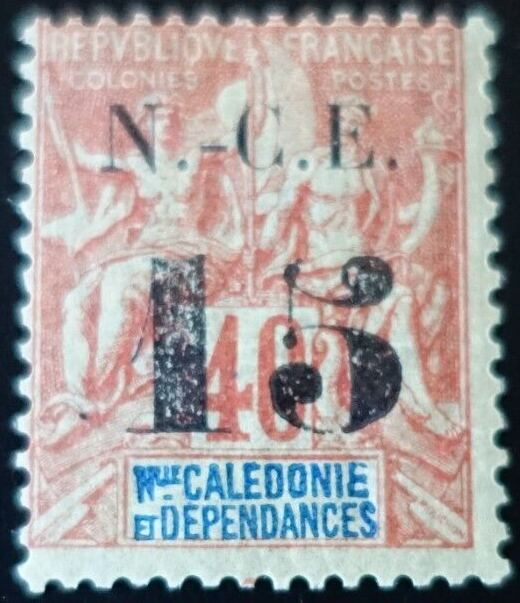 REPVBLIQVE FRANÇAISE
COLONIES POSTES
N.-C.E.
15
40
Nlle CALEDONIE
ET DEPENDANCES